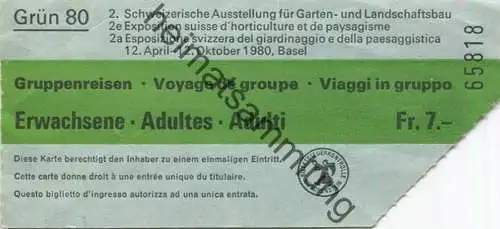 Grün 80
2. Schweizerische Ausstellung für Garten- und Landschaftsbau
2e Exposition suisse d'horticulture et de paysagisme
2a Esposizione svizzera del giardinaggio e della paesaggistica
12. April-12. Oktober 1980, Basel
65818
Gruppenreisen · Voyage de groupe · Viaggi in gruppo
Erwachsene · Adultes · Adulti Fr. 7.–
Diese Karte berechtigt den Inhaber zu einem einmaligen Eintritt.
Cette carte donne droit à une entrée unique du titulaire.
Questo biglietto d'ingresso autorizza ad una unica entrata.
heimatsammlung